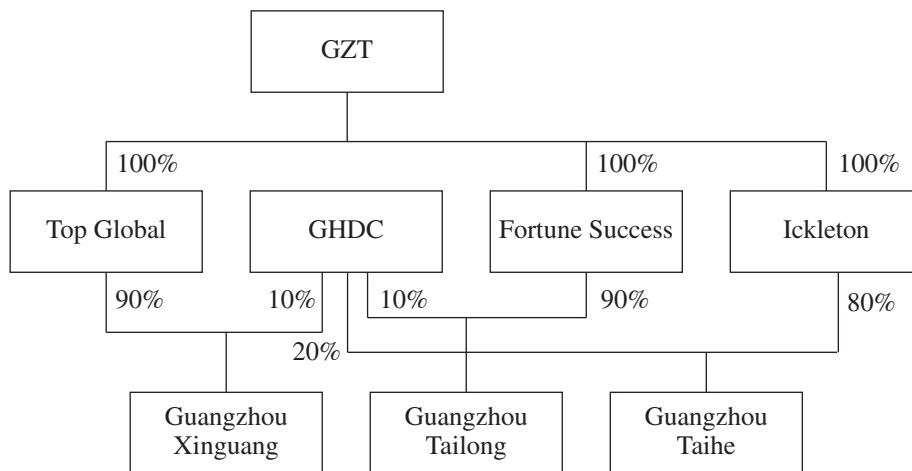 GZT
100%
100%
100%
Top Global
GHDC
Fortune Success
Ickleton
90%
10%
10%
90%
80%
20%
Guangzhou
Xinguang
Guangzhou
Tailong
Guangzhou
Taihe